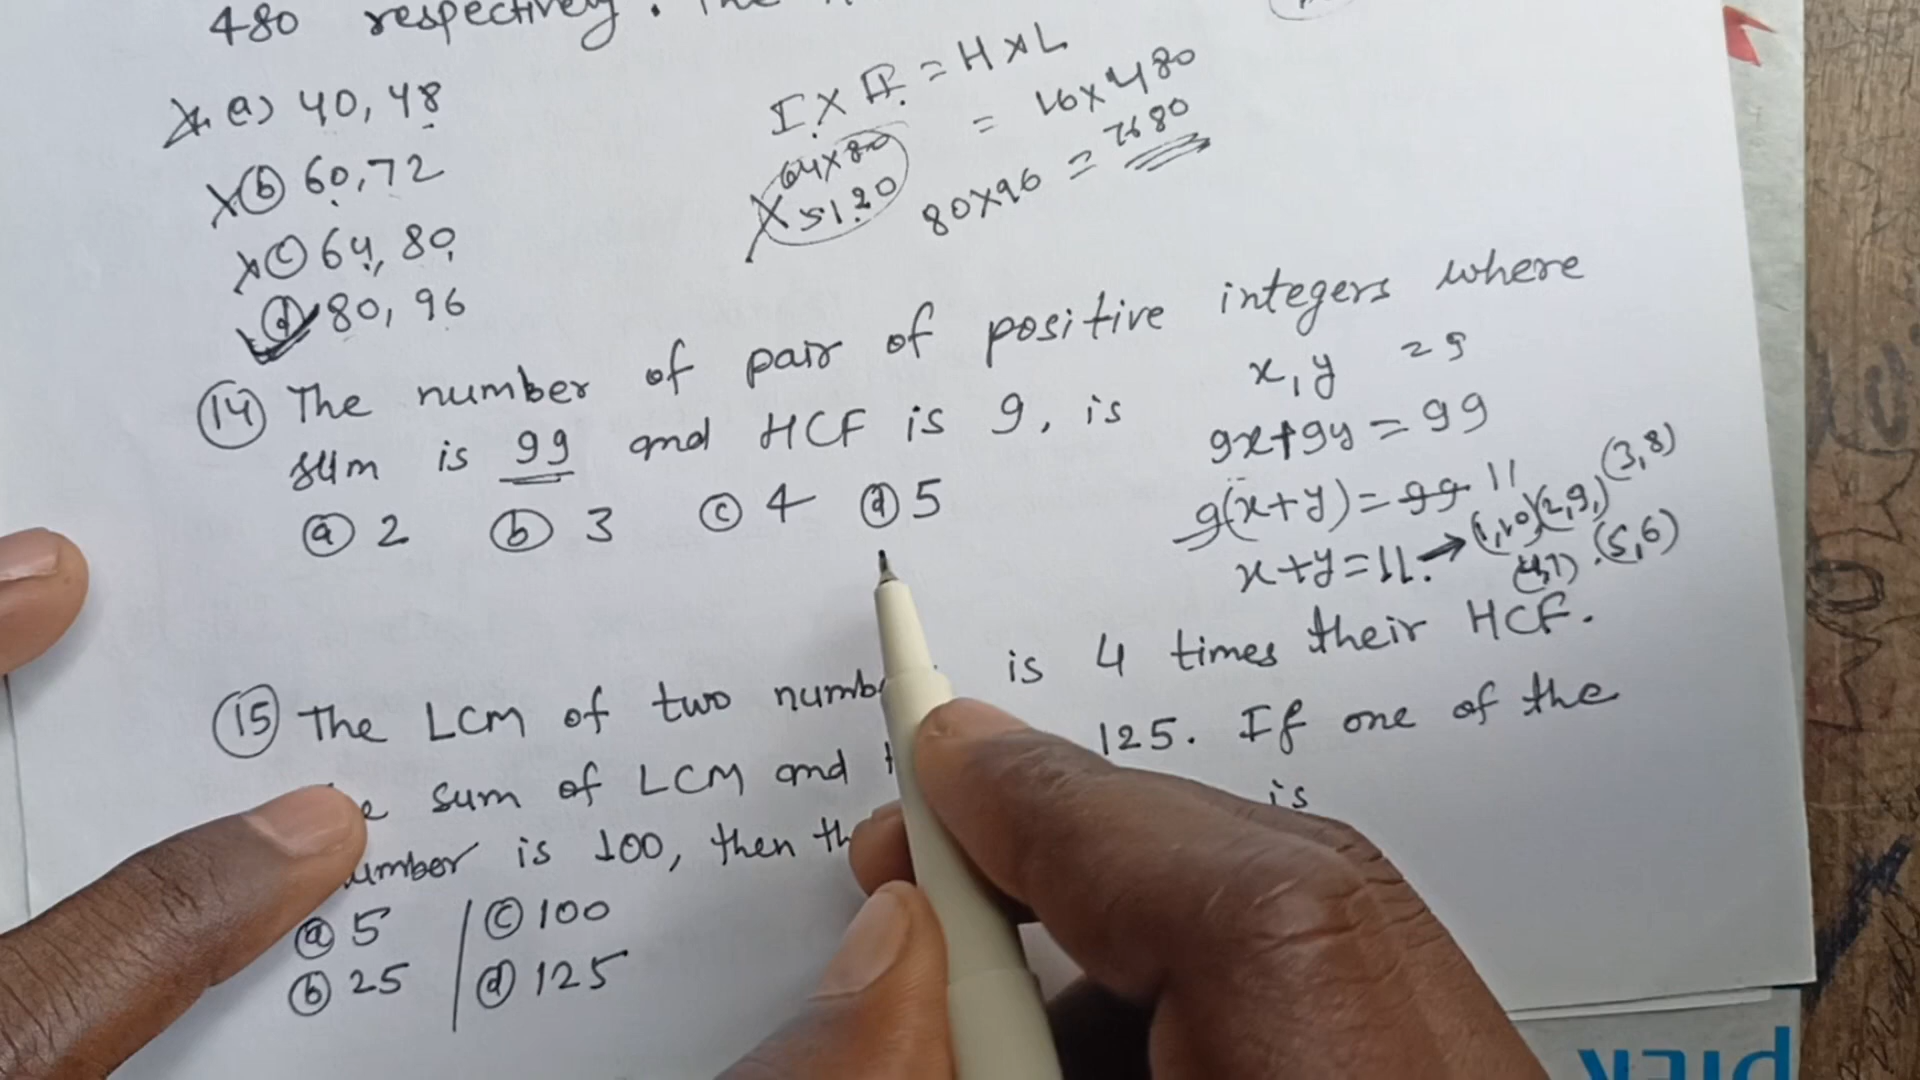 480 respectively. The
(a) 40, 48
(b) 60, 72
(c) 64, 80
(d) 80, 96
I × II = H × L
= 16 × 480
64×80
5120
80×96 = 7680
(14) The number of pair of positive integers where
sum is 99 and HCF is 9, is
(a) 2 (b) 3 (c) 4 (d) 5
x, y = 9
9x+9y = 99
9(x+y) = 99 11
x+y = 11. → (1,10)(2,9,)(3,8)
(4,7) . (5,6)
(15) The LCM of two is 4 times their HCF.
sum of LCM and 125. If one of the
is 100, then is
(a) 5 (c) 100
(b) 25 (d) 125